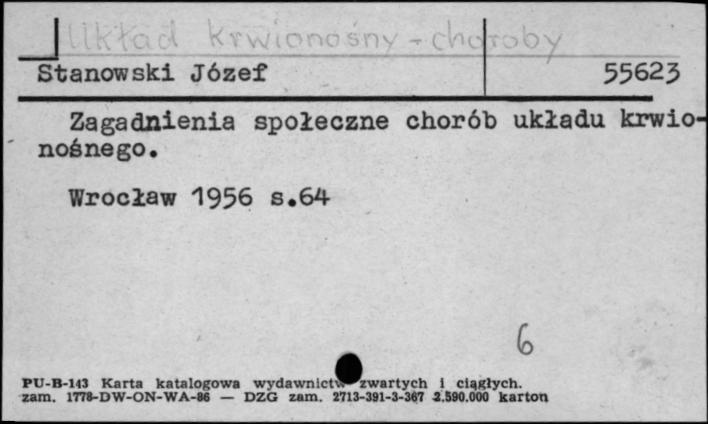 Układ krwionośny - choroby
Stanowski Józef 55623
Zagadnienia społeczne chorób układu krwio-
nośnego.
Wrocław 1956 s.64
6
PU-B-143 Karta katalogowa wydawnictw zwartych i ciągłych.
zam. 1778-DW-ON-WA-86 — DZG zam. 2713-391-3-367 2.590.000 karton